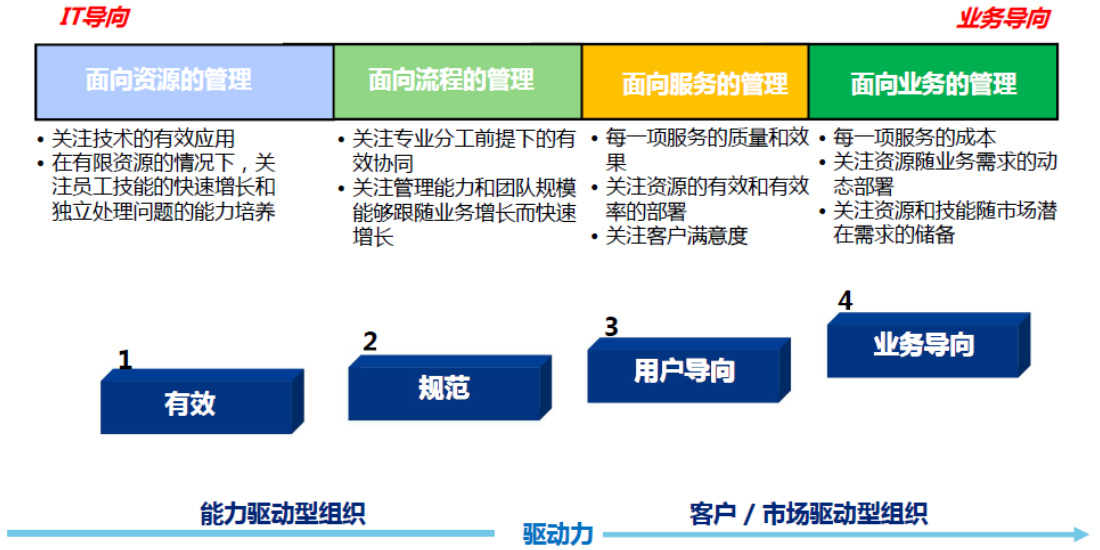 IT导向
业务导向
面向资源的管理
面向流程的管理
面向服务的管理
面向业务的管理
• 关注技术的有效应用
• 在有限资源的情况下，关
注员工技能的快速增长和
独立处理问题的能力培养
• 关注专业分工前提下的有
效协同
• 关注管理能力和团队规模
能够跟随业务增长而快速
增长
• 每一项服务的质量和效
果
• 关注资源的有效和有效
率的部署
• 关注客户满意度
• 每一项服务的成本
• 关注资源随业务需求的动
态部署
• 关注资源和技能随市场潜
在需求的储备
1
有效
2
规范
3
用户导向
4
业务导向
能力驱动型组织
驱动力
客户 / 市场驱动型组织